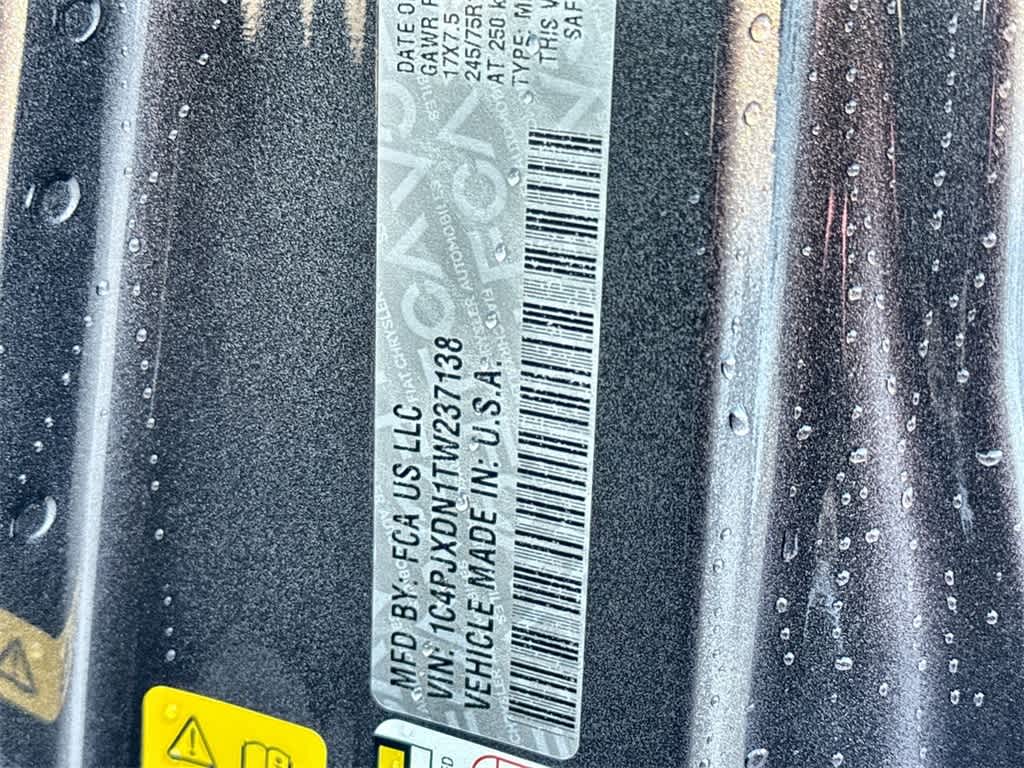 MFD BY: FCA US LLC
DATE O
VIN: 1C4PJXDN1TW237138
GAWR
17X7.5
VEHICLE MADE IN: U.S.A.
245/75R
AT 250
TYPE:
THIS
SAF